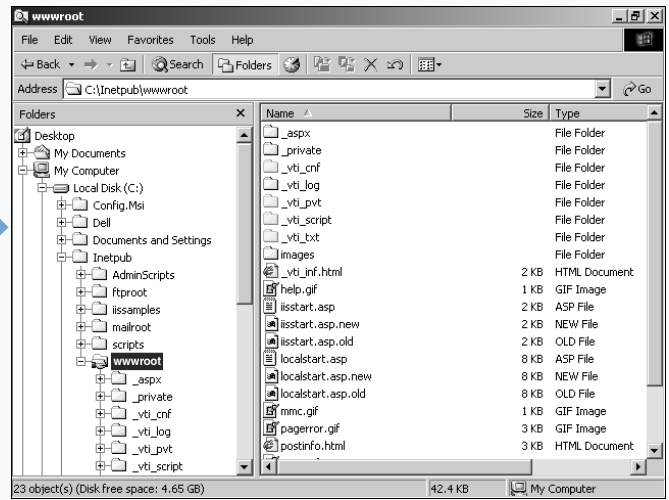 wwwroot
File Edit View Favorites Tools Help
Back Search Folders
Address C:\Inetpub\wwwroot Go
Folders
Desktop
My Documents
My Computer
Local Disk (C:)
Config.Msi
Dell
Documents and Settings
Inetpub
AdminScripts
ftproot
iissamples
mailroot
scripts
wwwroot
_aspx
_private
_vti_cnf
_vti_log
_vti_pvt
_vti_script
Name Size Type
_aspx File Folder
_private File Folder
_vti_cnf File Folder
_vti_log File Folder
_vti_pvt File Folder
_vti_script File Folder
_vti_txt File Folder
images File Folder
_vti_inf.html 2 KB HTML Document
help.gif 1 KB GIF Image
iisstart.asp 2 KB ASP File
iisstart.asp.new 2 KB NEW File
iisstart.asp.old 2 KB OLD File
localstart.asp 8 KB ASP File
localstart.asp.new 8 KB NEW File
localstart.asp.old 8 KB OLD File
mmc.gif 1 KB GIF Image
pagerror.gif 3 KB GIF Image
postinfo.html 3 KB HTML Document
23 object(s) (Disk free space: 4.65 GB) 42.4 KB My Computer